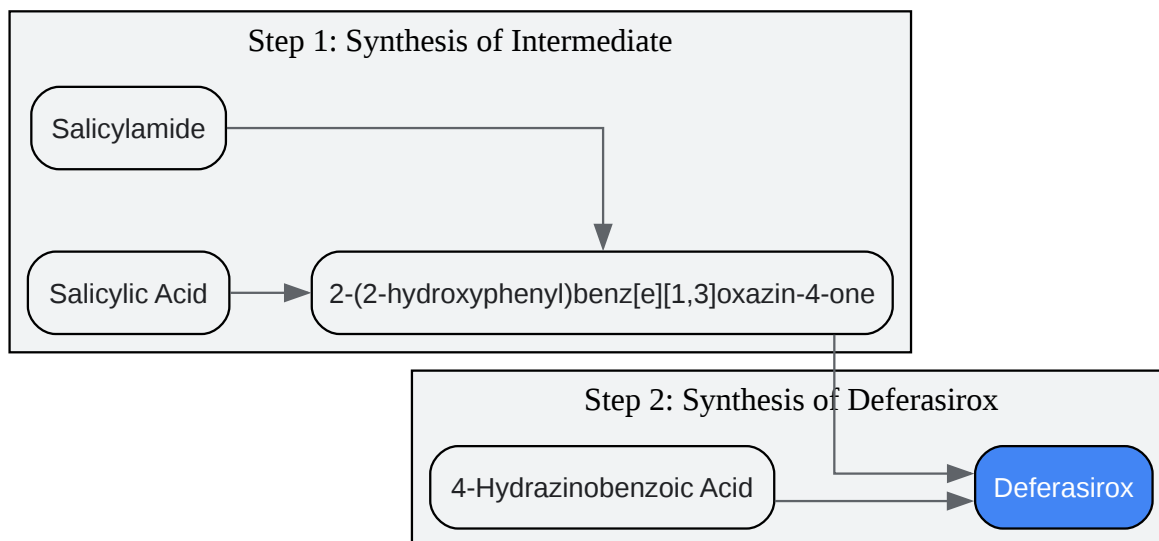 Step 1: Synthesis of Intermediate
Salicylamide
Salicylic Acid
2-(2-hydroxyphenyl)benz[e][1,3]oxazin-4-one
Step 2: Synthesis of Deferasirox
4-Hydrazinobenzoic Acid
Deferasirox